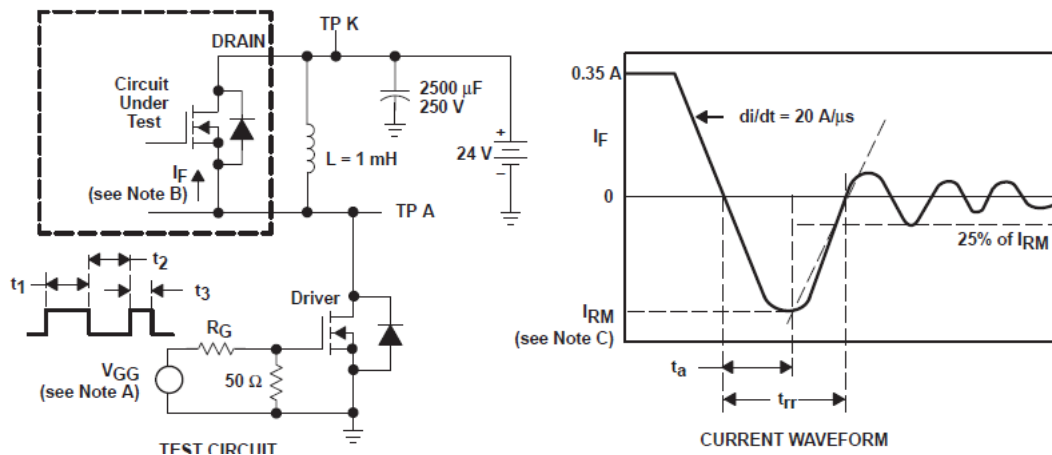 TP K
DRAIN
Circuit
Under
Test
2500 µF
250 V
L = 1 mH
24 V
+
–
IF
(see Note B)
TP A
t2
t1
t3
Driver
RG
VGG
(see Note A)
50 Ω
TEST CIRCUIT
0.35 A
di/dt = 20 A/µs
IF
0
25% of IRM
IRM
(see Note C)
ta
trr
CURRENT WAVEFORM